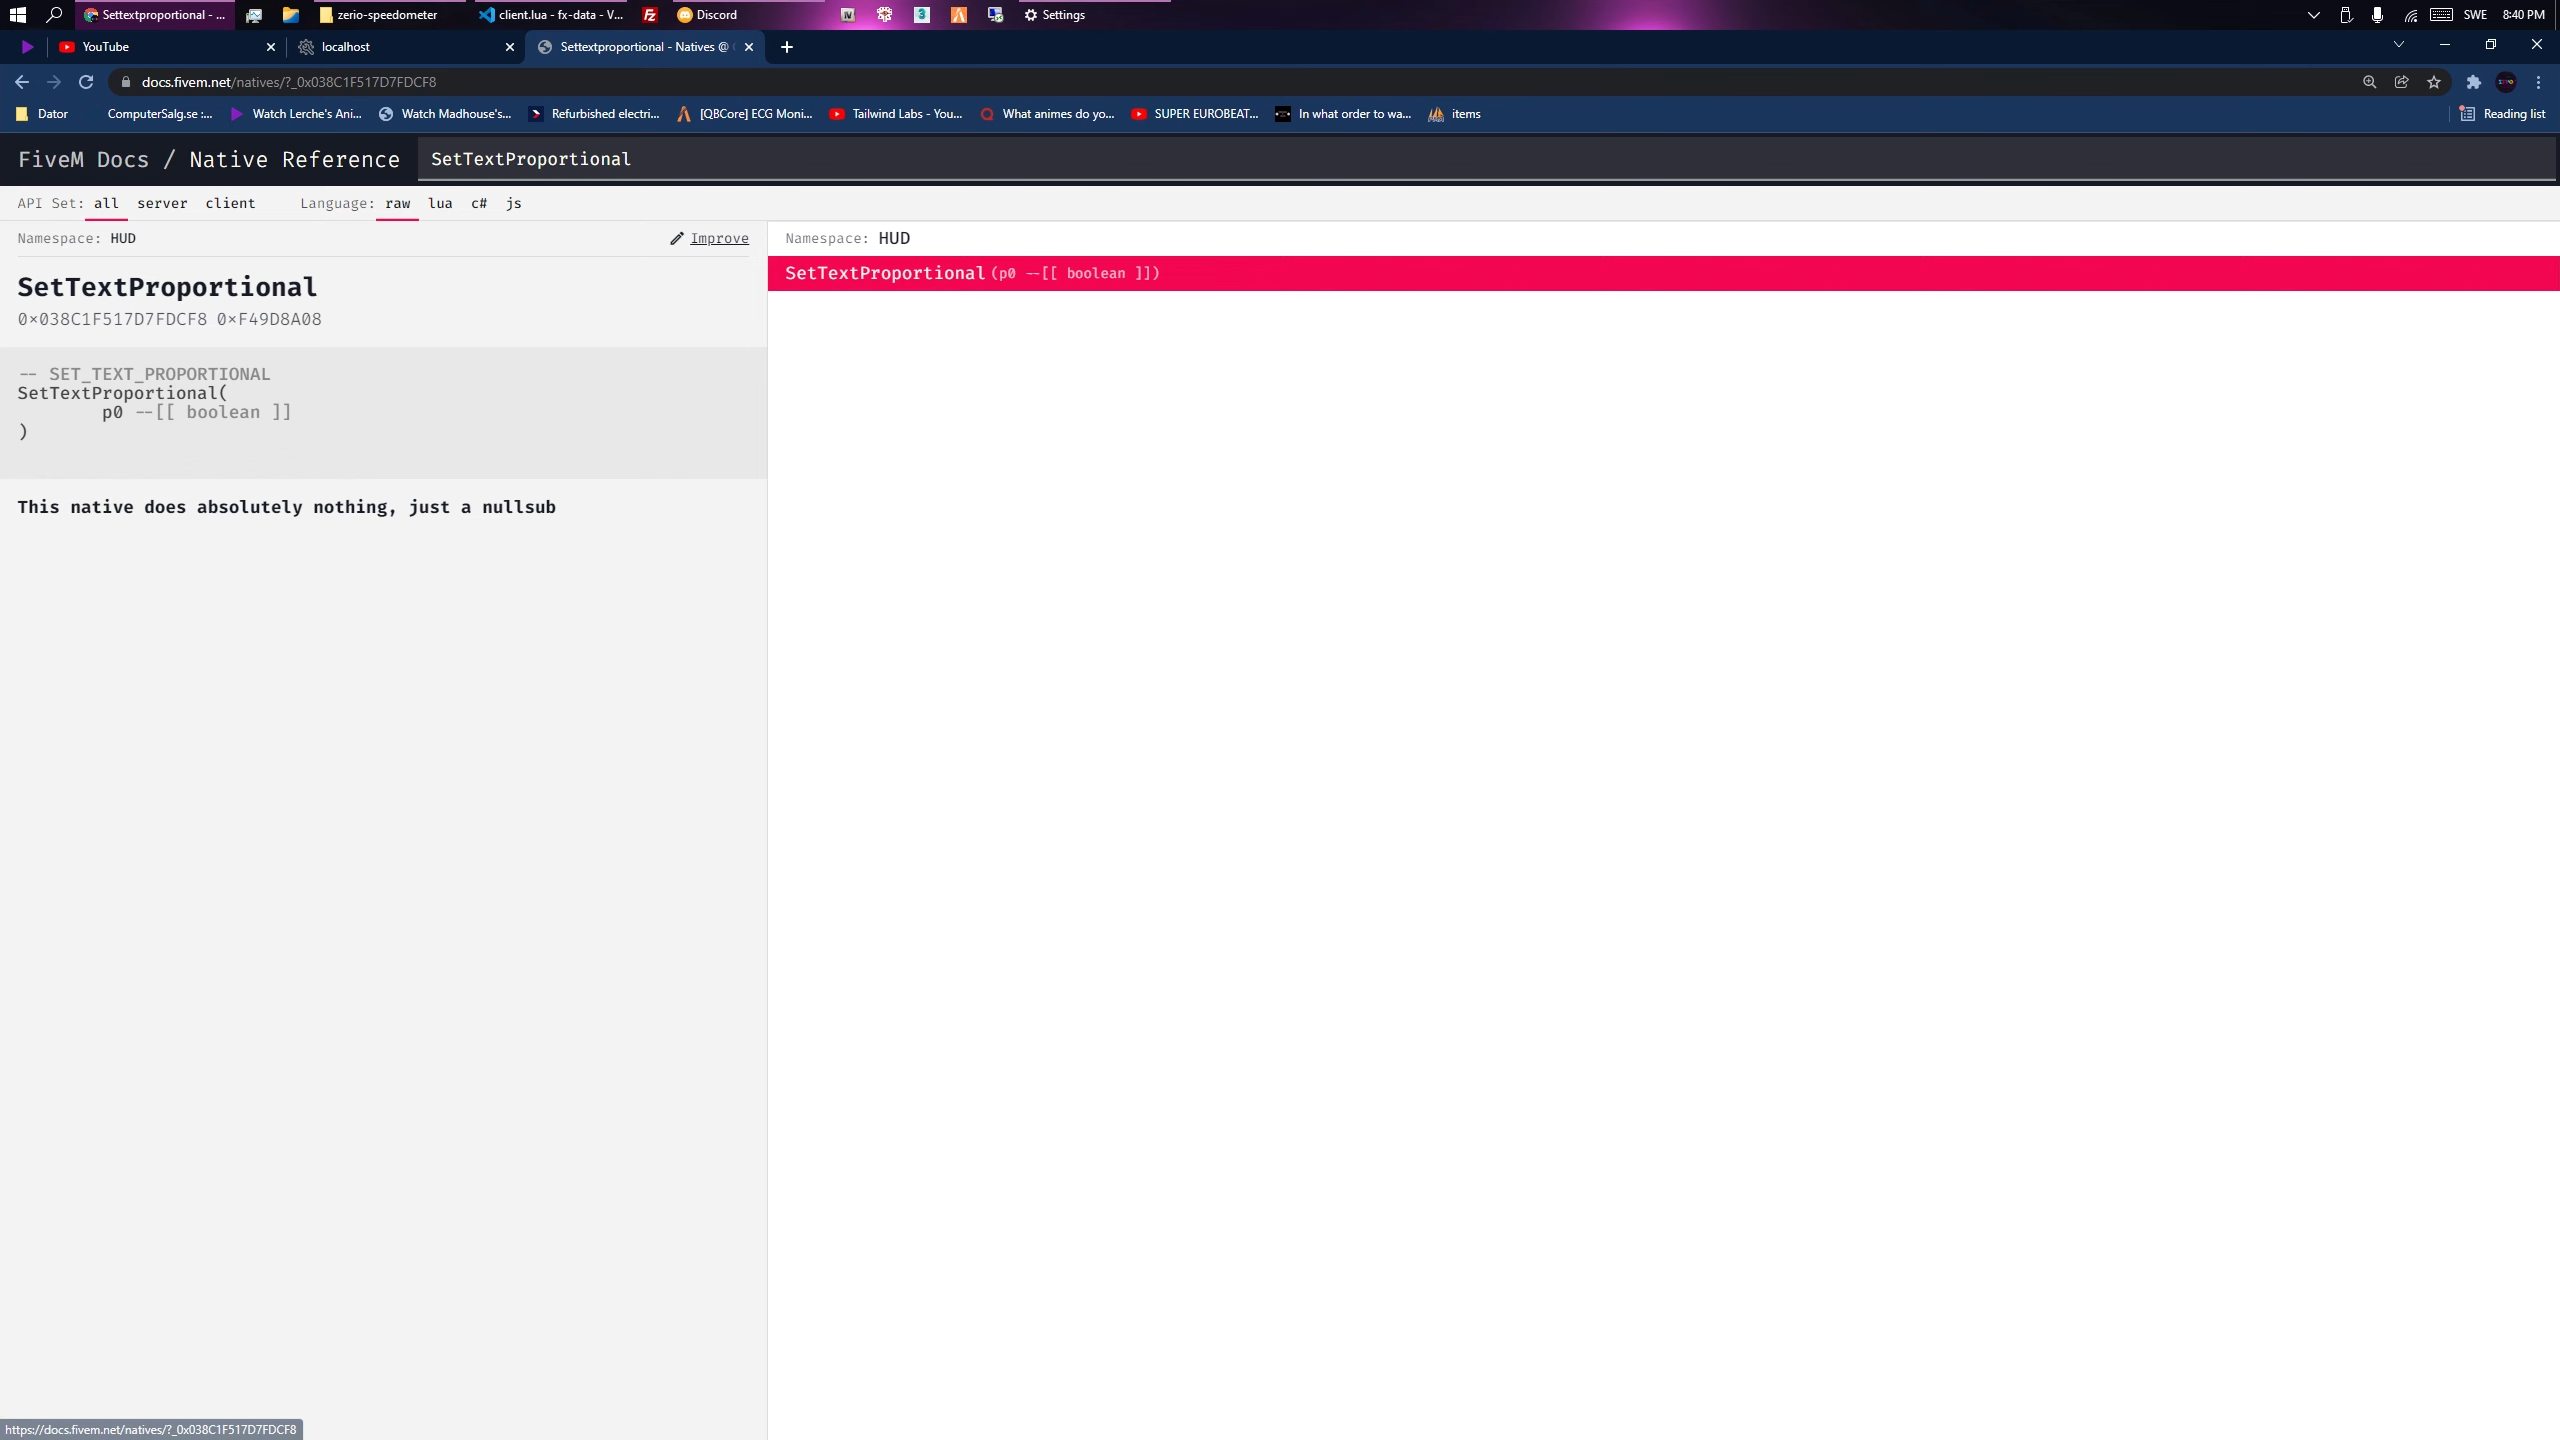 Settextproportional - ...
zerio-speedometer
client.lua - fx-data - V...
Discord
Settings
SWE
8:40 PM
YouTube
localhost
Settextproportional - Natives @
docs.fivem.net/natives/?_0x038C1F517D7FDCF8
Dator
ComputerSalg.se :...
Watch Lerche's Ani...
Watch Madhouse's...
Refurbished electri...
[QBCore] ECG Moni...
Tailwind Labs - You...
What animes do yo...
SUPER EUROBEAT...
In what order to wa...
items
Reading list
FiveM Docs / Native Reference
SetTextProportional
API Set: all server client Language: raw lua c# js
Namespace: HUD
Improve
SetTextProportional
0×038C1F517D7FDCF8 0×F49D8A08
-- SET_TEXT_PROPORTIONAL
SetTextProportional(
p0 --[[ boolean ]]
)
This native does absolutely nothing, just a nullsub
Namespace: HUD
SetTextProportional (p0 --[[ boolean ]])
https://docs.fivem.net/natives/?_0x038C1F517D7FDCF8